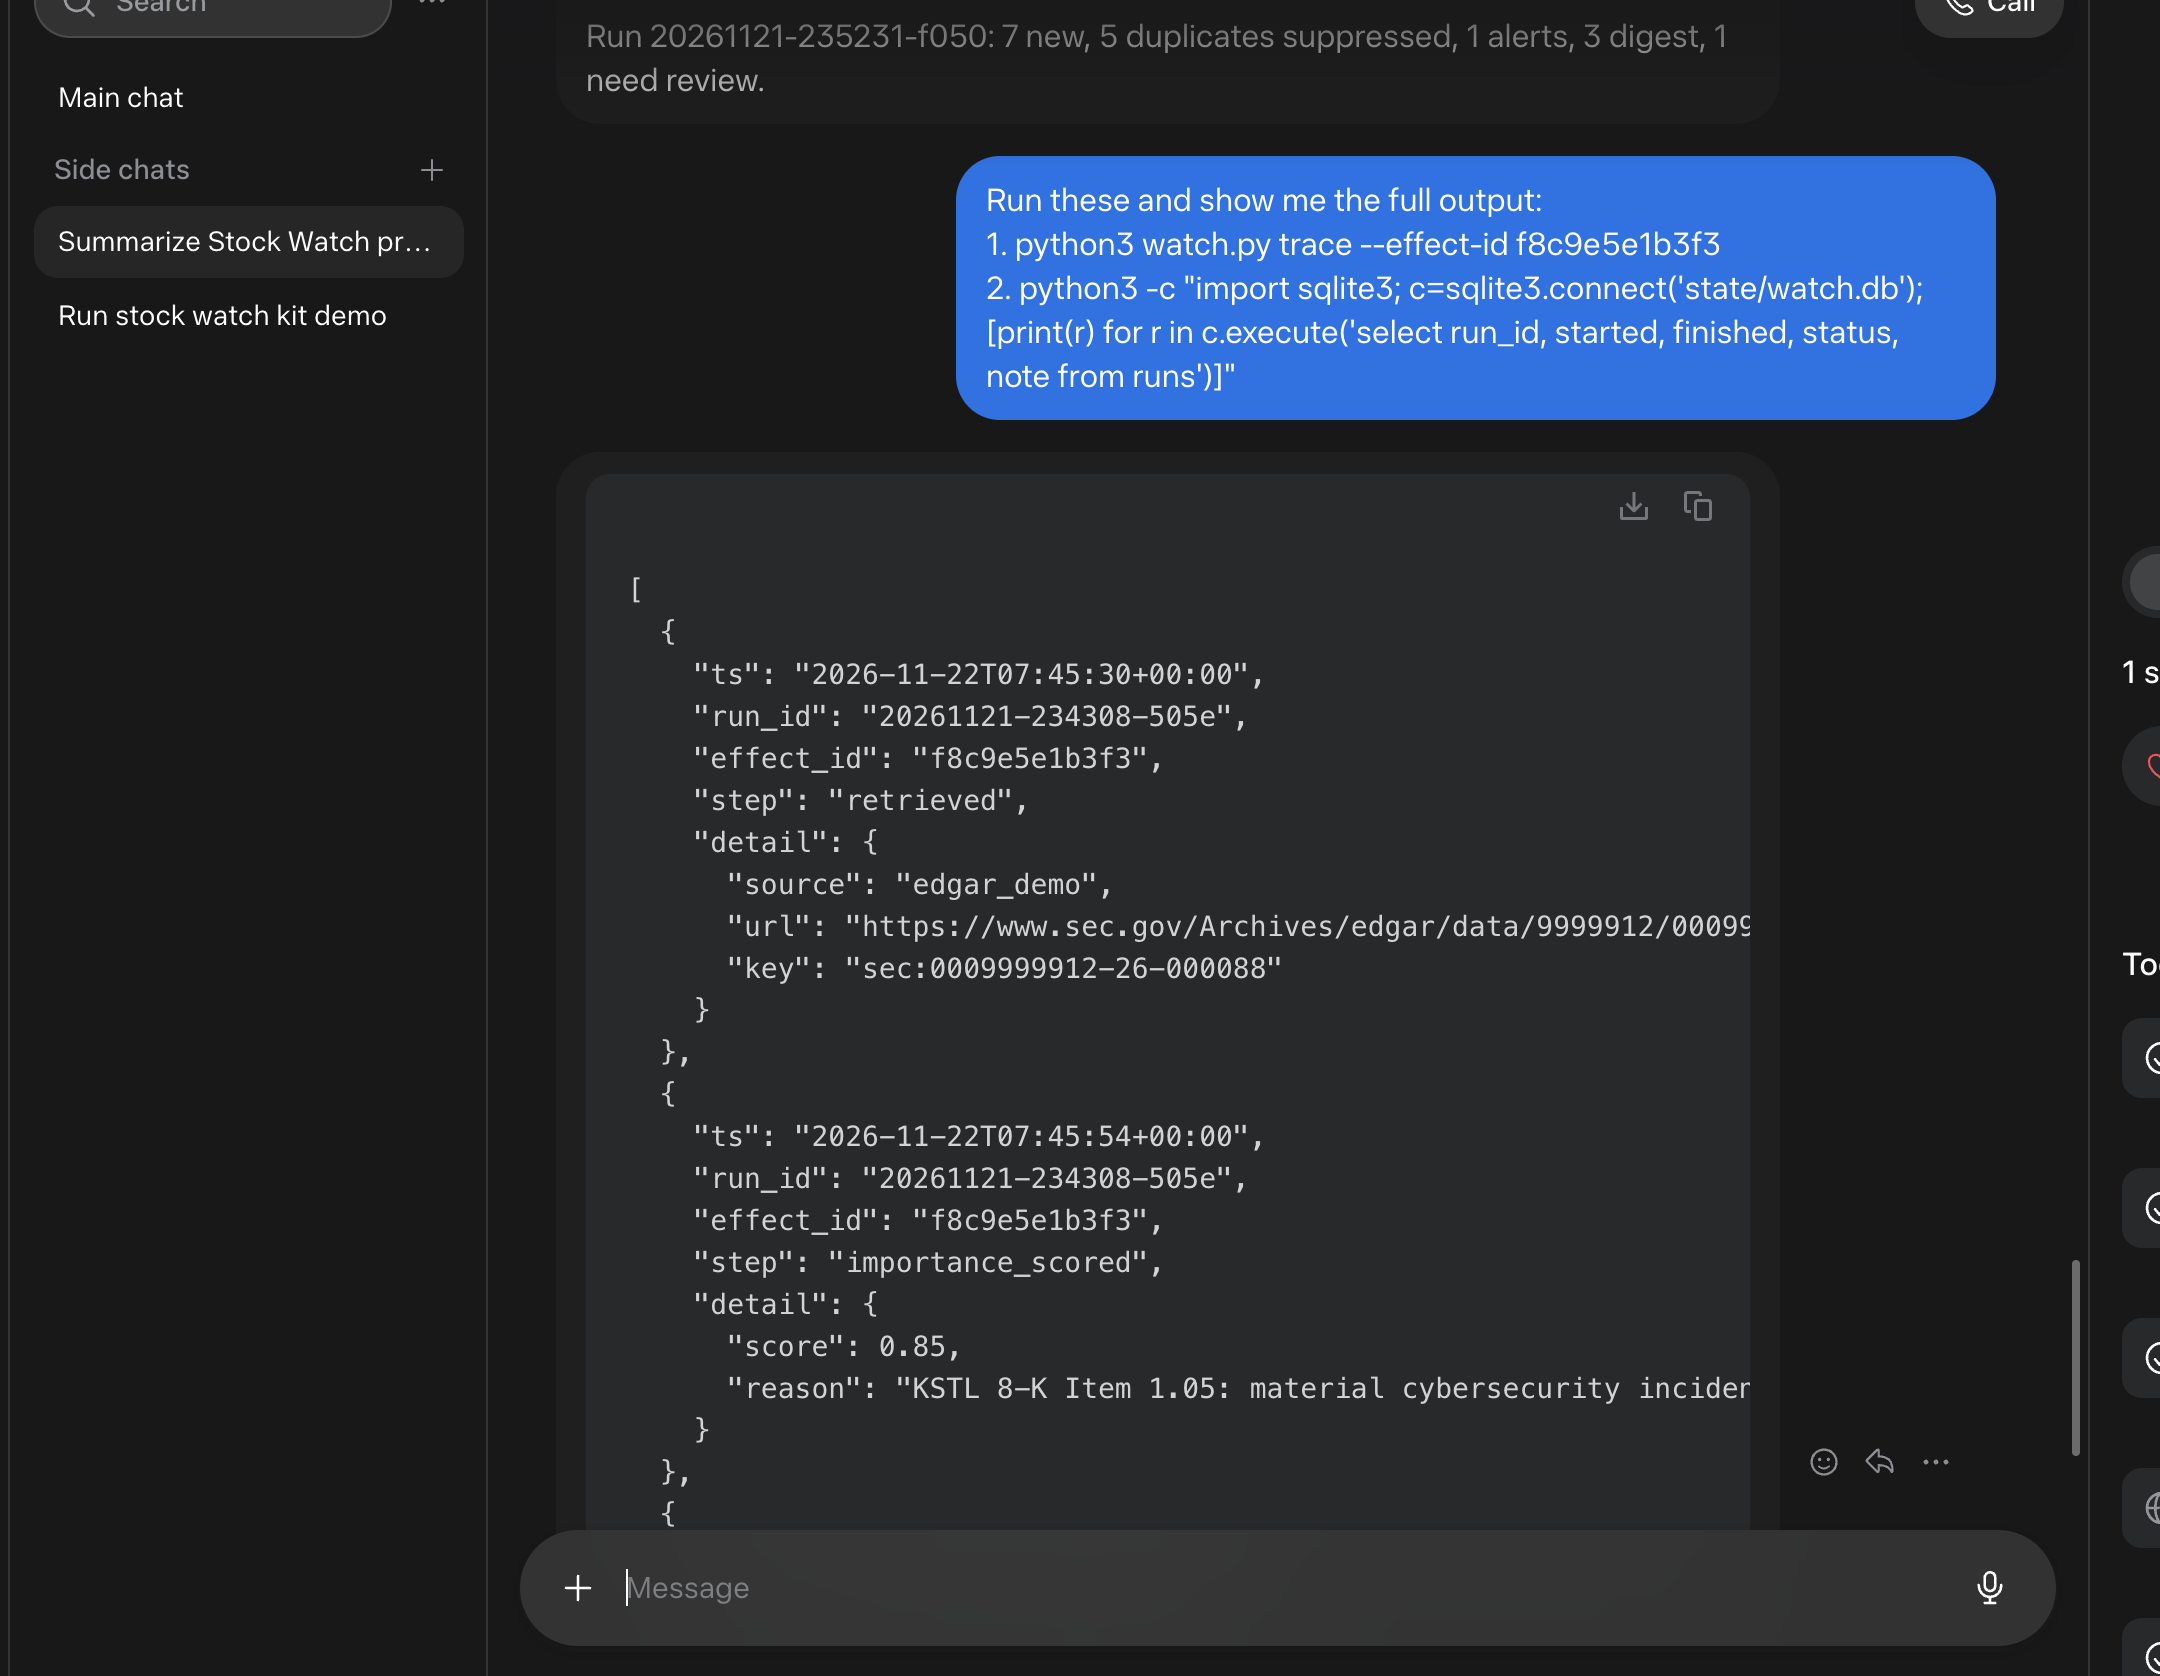 Search
Call
Main chat
Side chats
Summarize Stock Watch pr...
Run stock watch kit demo
Run 20261121-235231-f050: 7 new, 5 duplicates suppressed, 1 alerts, 3 digest, 1
need review.
Run these and show me the full output:
1. python3 watch.py trace --effect-id f8c9e5e1b3f3
2. python3 -c "import sqlite3; c=sqlite3.connect('state/watch.db');
[print(r) for r in c.execute('select run_id, started, finished, status,
note from runs')]"
[
{
"ts": "2026-11-22T07:45:30+00:00",
"run_id": "20261121-234308-505e",
"effect_id": "f8c9e5e1b3f3",
"step": "retrieved",
"detail": {
"source": "edgar_demo",
"url": "https://www.sec.gov/Archives/edgar/data/9999912/00099
"key": "sec:0009999912-26-000088"
}
},
{
"ts": "2026-11-22T07:45:54+00:00",
"run_id": "20261121-234308-505e",
"effect_id": "f8c9e5e1b3f3",
"step": "importance_scored",
"detail": {
"score": 0.85,
"reason": "KSTL 8-K Item 1.05: material cybersecurity inciden
}
},
{
Message
1 s
To